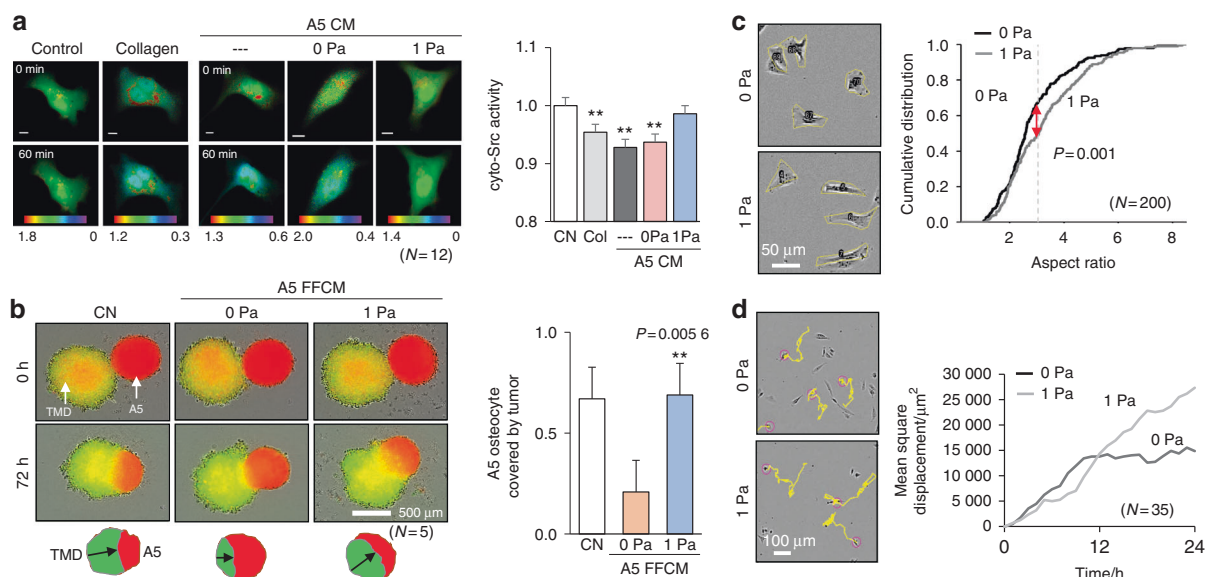 a
A5 CM
Control Collagen --- 0 Pa 1 Pa
0 min 0 min
60 min 60 min
1.8 0 1.2 0.3 1.3 0.6 2.0 0.4 1.4 0
(N=12)
cyto-Src activity
1.1
1.0
0.9
0.8
** ** **
CN Col --- 0Pa 1Pa
A5 CM
b
A5 FFCM
CN 0 Pa 1 Pa
0 h
TMD A5
72 h
500 μm
(N=5)
TMD A5
A5 osteocyte
covered by tumor
1.0
0.5
0.0
P=0.005 6
**
CN 0 Pa 1 Pa
A5 FFCM
c
0 Pa
1 Pa
50 μm
Cumulative distribution
1.0
0.8
0.6
0.4
0.2
0.0
0 Pa
1 Pa
0 Pa
1 Pa
P=0.001
(N=200)
2 4 6 8
Aspect ratio
d
0 Pa
1 Pa
100 μm
Mean square
displacement/μm²
30 000
25 000
20 000
15 000
10 000
5 000
0
0 Pa
1 Pa
1 Pa
0 Pa
(N=35)
0 12 24
Time/h